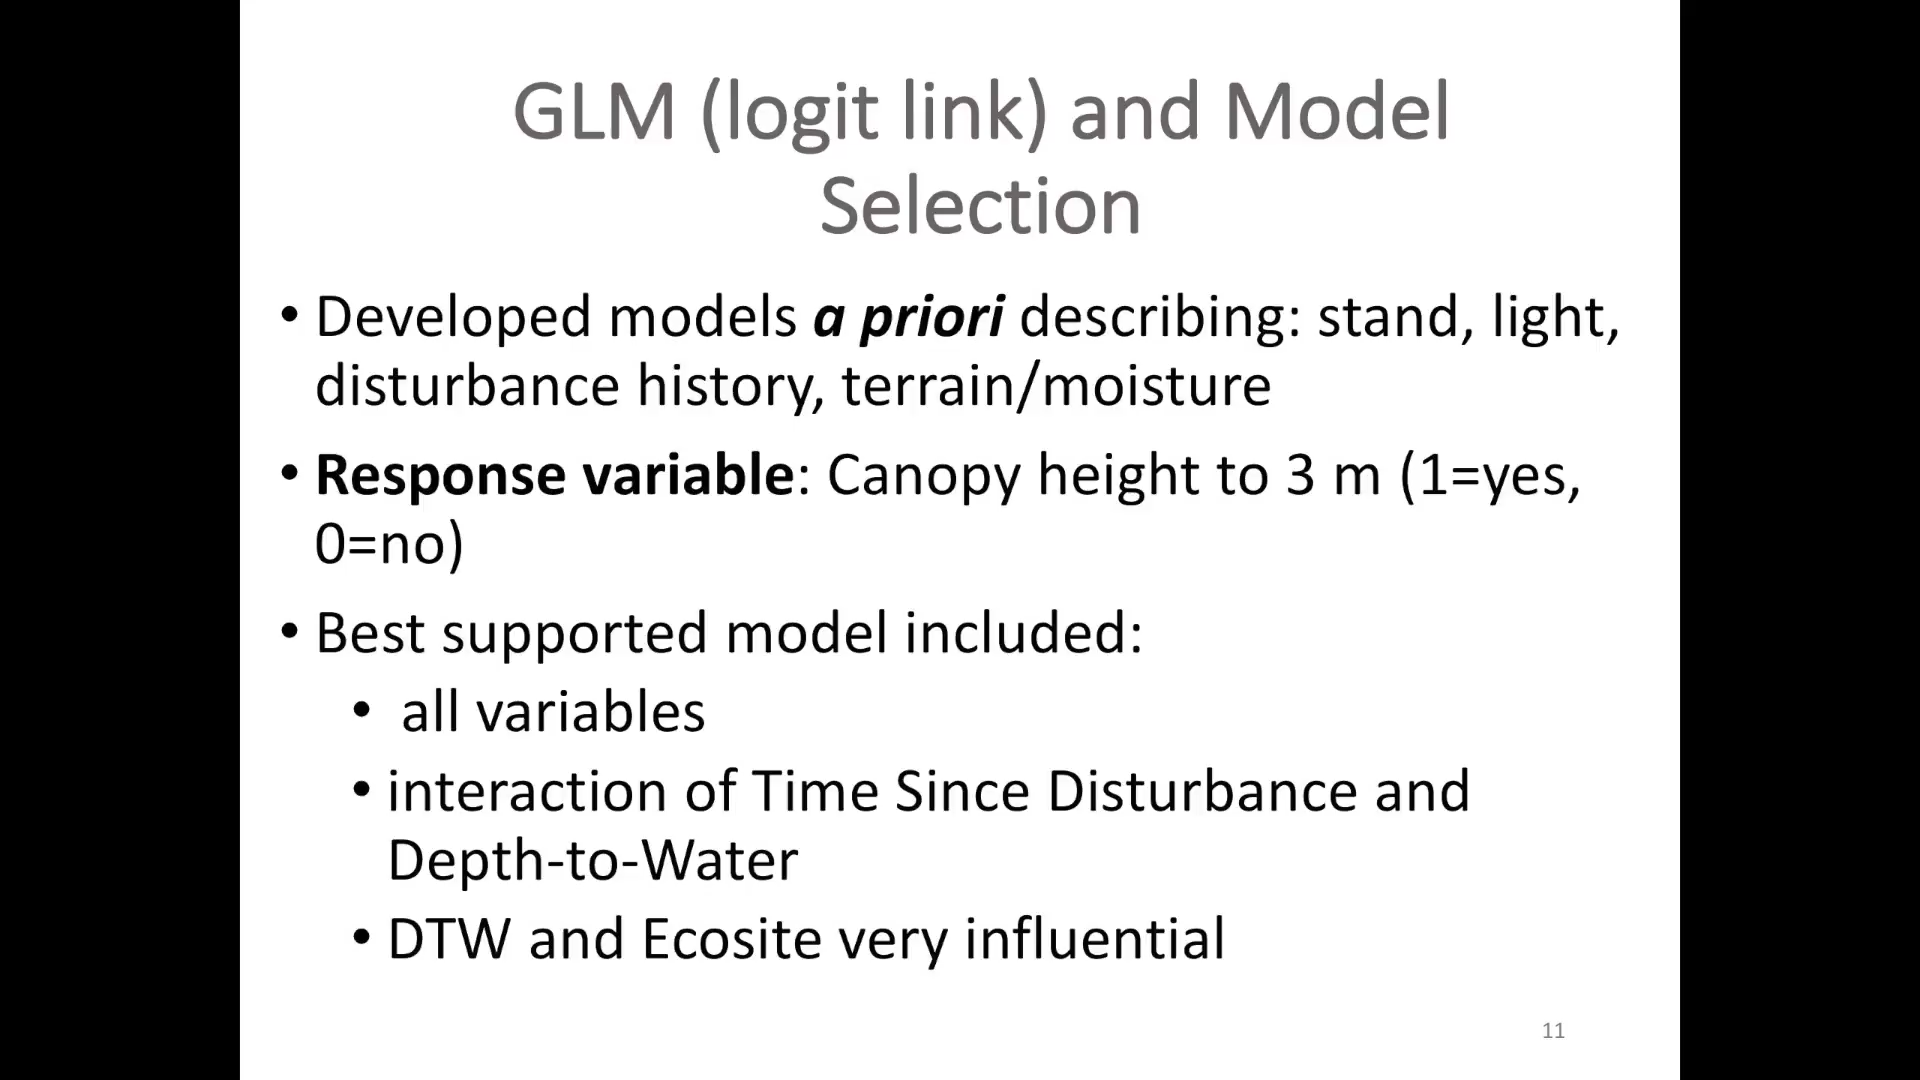 GLM (logit link) and Model
Selection
• Developed models a priori describing: stand, light,
disturbance history, terrain/moisture
• Response variable: Canopy height to 3 m (1=yes,
0=no)
• Best supported model included:
• all variables
• interaction of Time Since Disturbance and
Depth-to-Water
• DTW and Ecosite very influential
11